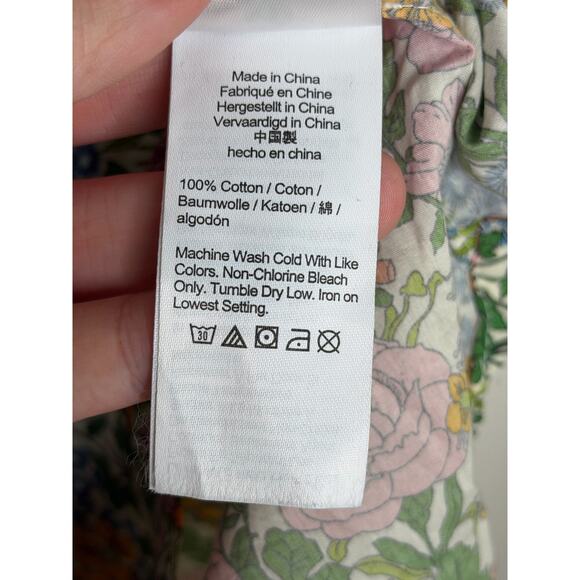 Made in China
Fabriqué en Chine
Hergestellt in China
Vervaardigd in China
中国製
hecho en china
100% Cotton / Coton /
Baumwolle / Katoen / 綿 /
algodón
Machine Wash Cold With Like
Colors. Non-Chlorine Bleach
Only. Tumble Dry Low. Iron on
Lowest Setting.
30